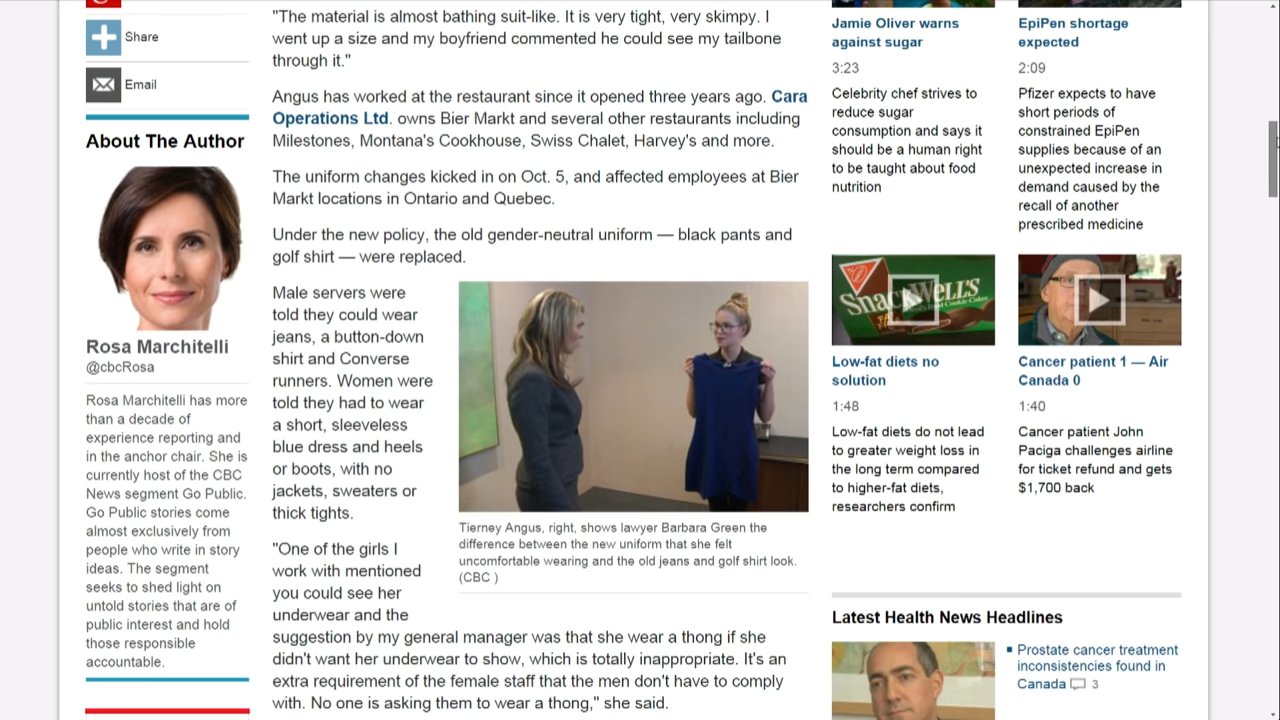 Share
Email
About The Author
Rosa Marchitelli
@cbcRosa
Rosa Marchitelli has more
than a decade of
experience reporting and
in the anchor chair. She is
currently host of the CBC
News segment Go Public.
Go Public stories come
almost exclusively from
people who write in story
ideas. The segment
seeks to shed light on
untold stories that are of
public interest and hold
those responsible
accountable.
"The material is almost bathing suit-like. It is very tight, very skimpy. I
went up a size and my boyfriend commented he could see my tailbone
through it."
Angus has worked at the restaurant since it opened three years ago. Cara
Operations Ltd. owns Bier Markt and several other restaurants including
Milestones, Montana's Cookhouse, Swiss Chalet, Harvey's and more.
The uniform changes kicked in on Oct. 5, and affected employees at Bier
Markt locations in Ontario and Quebec.
Under the new policy, the old gender-neutral uniform — black pants and
golf shirt — were replaced.
Male servers were
told they could wear
jeans, a button-down
shirt and Converse
runners. Women were
told they had to wear
a short, sleeveless
blue dress and heels
or boots, with no
jackets, sweaters or
thick tights.
Tierney Angus, right, shows lawyer Barbara Green the
difference between the new uniform that she felt
uncomfortable wearing and the old jeans and golf shirt look.
(CBC )
"One of the girls I
work with mentioned
you could see her
underwear and the
suggestion by my general manager was that she wear a thong if she
didn't want her underwear to show, which is totally inappropriate. It's an
extra requirement of the female staff that the men don't have to comply
with. No one is asking them to wear a thong," she said.
Jamie Oliver warns
against sugar
3:23
Celebrity chef strives to
reduce sugar
consumption and says it
should be a human right
to be taught about food
nutrition
EpiPen shortage
expected
2:09
Pfizer expects to have
short periods of
constrained EpiPen
supplies because of an
unexpected increase in
demand caused by the
recall of another
prescribed medicine
SnackWELL'S
Low-fat diets no
solution
1:48
Low-fat diets do not lead
to greater weight loss in
the long term compared
to higher-fat diets,
researchers confirm
Cancer patient 1 — Air
Canada 0
1:40
Cancer patient John
Paciga challenges airline
for ticket refund and gets
$1,700 back
Latest Health News Headlines
Prostate cancer treatment
inconsistencies found in
Canada 3